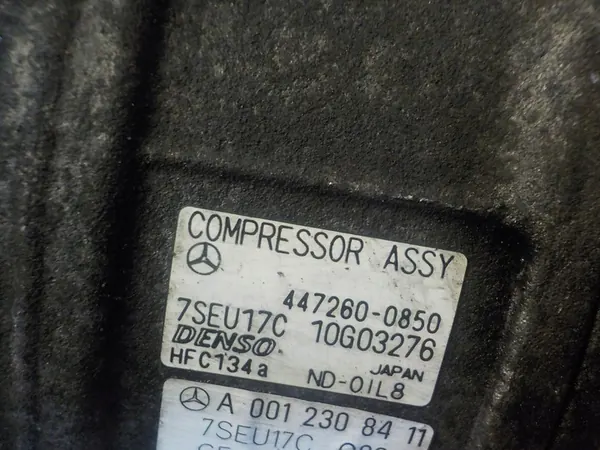 COMPRESSOR ASSY
447260-0850
7SEU17C 10G03276
DENSO JAPAN
HFC134a ND-OIL8
A 001 230 84 11
7SEU17C